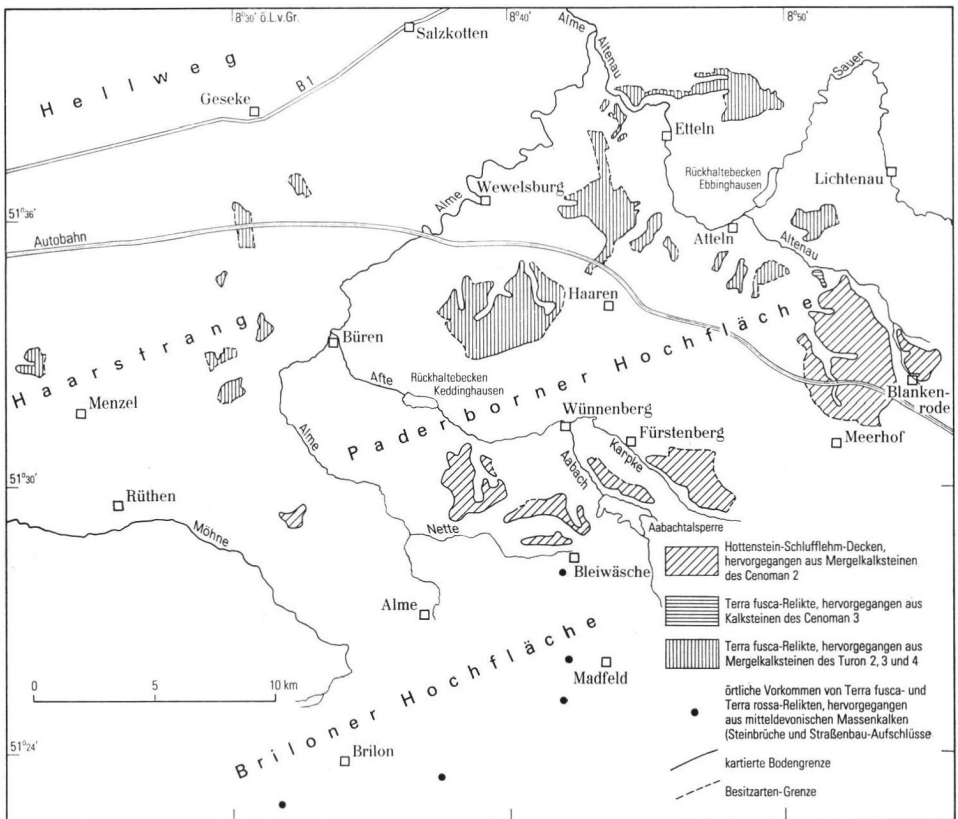 8°30' ö.L.v.Gr.
8°40'
8°50'
Salzkotten
Alme
Altenau
Sauer
Hellweg
B 1
Geseke
Etteln
Rückhaltebecken
Ebbinghausen
Lichtenau
Wewelsburg
Alme
51°36'
Autobahn
Atteln
Altenau
Haaren
Haarstrang
Büren
Afte
Rückhaltebecken
Keddinghausen
Paderborner Hochfläche
Blanken-
rode
Menzel
Wünnenberg
Fürstenberg
Meerhof
Alme
Aabach
Karpke
51°30'
Rüthen
Möhne
Nette
Aabachtalsperre
Bleiwäsche
Alme
Briloner Hochfläche
Madfeld
0 5 10 km
51°24'
Brilon
Hottenstein-Schlufflehm-Decken,
hervorgegangen aus Mergelkalksteinen
des Cenoman 2
Terra fusca-Relikte, hervorgegangen aus
Kalksteinen des Cenoman 3
Terra fusca-Relikte, hervorgegangen aus
Mergelkalksteinen des Turon 2, 3 und 4
örtliche Vorkommen von Terra fusca- und
Terra rossa-Relikten, hervorgegangen
aus mitteldevonischen Massenkalken
(Steinbrüche und Straßenbau-Aufschlüsse
kartierte Bodengrenze
Besitzarten-Grenze